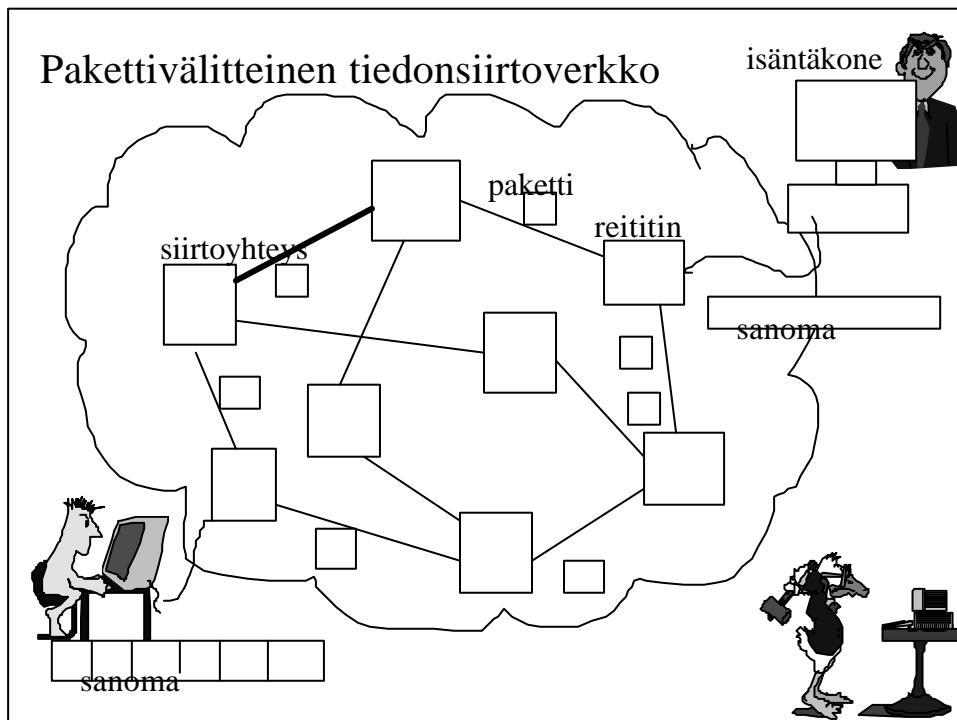 Pakettivälitteinen tiedonsiirtoverkko
isäntäkone
paketti
reititin
siirtoyhteys
sanoma
sanoma